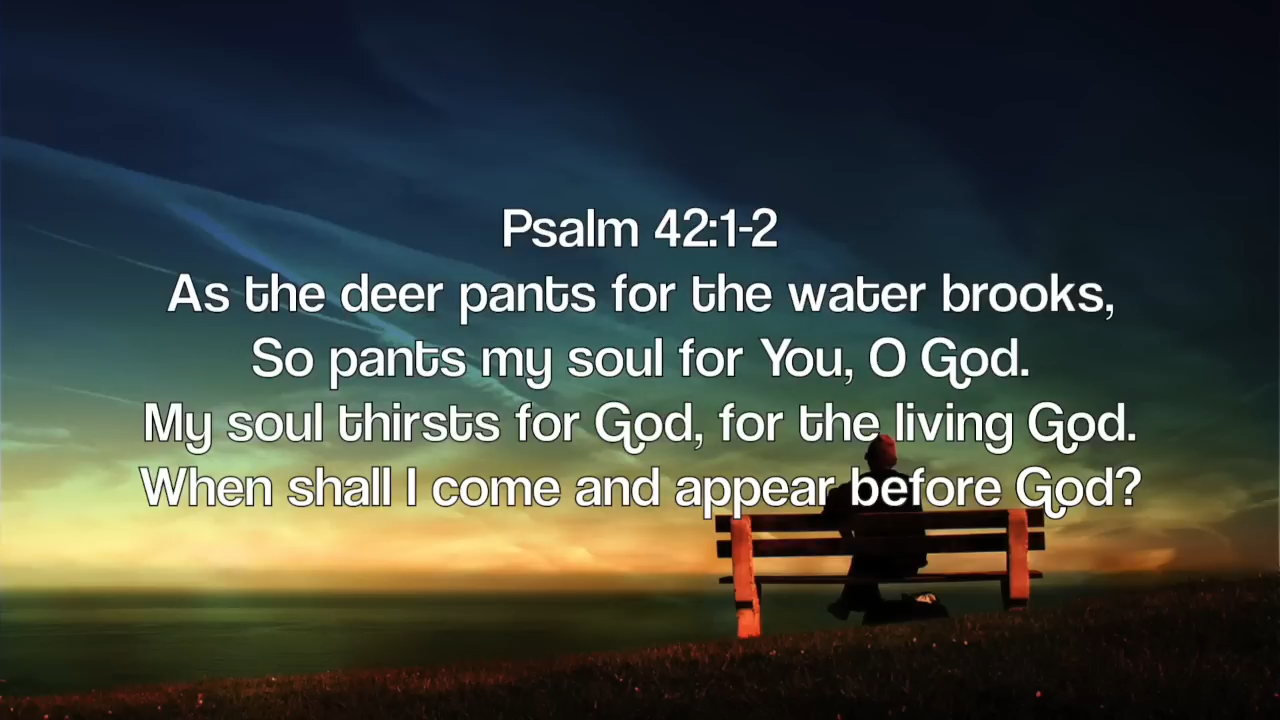 Psalm 42:1-2
As the deer pants for the water brooks,
So pants my soul for You, O God.
My soul thirsts for God, for the living God.
When shall I come and appear before God?